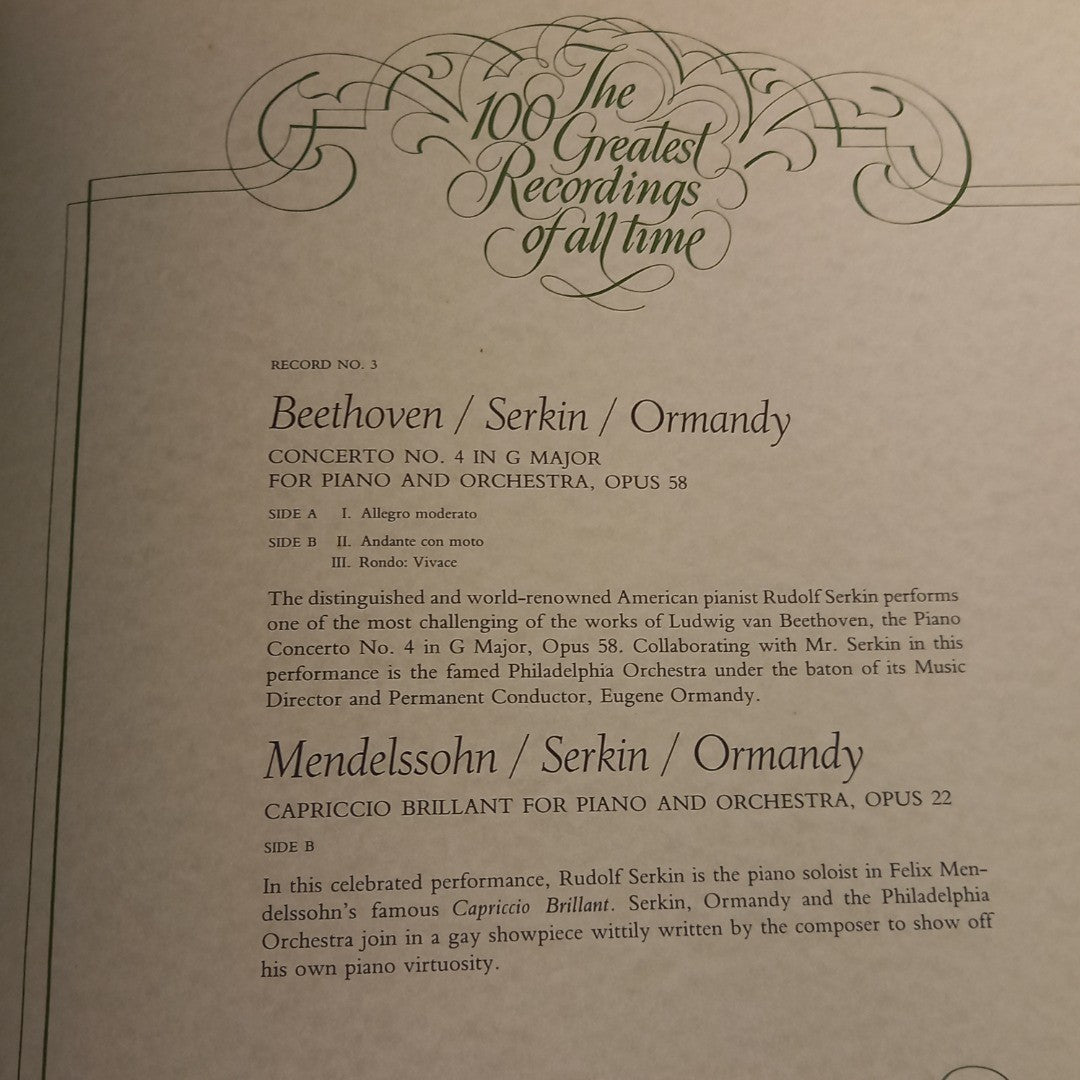 The
100
Greatest
Recordings
of all time
RECORD NO. 3
Beethoven / Serkin / Ormandy
CONCERTO NO. 4 IN G MAJOR
FOR PIANO AND ORCHESTRA, OPUS 58
SIDE A I. Allegro moderato
SIDE B II. Andante con moto
III. Rondo: Vivace
The distinguished and world-renowned American pianist Rudolf Serkin performs
one of the most challenging of the works of Ludwig van Beethoven, the Piano
Concerto No. 4 in G Major, Opus 58. Collaborating with Mr. Serkin in this
performance is the famed Philadelphia Orchestra under the baton of its Music
Director and Permanent Conductor, Eugene Ormandy.
Mendelssohn / Serkin / Ormandy
CAPRICCIO BRILLANT FOR PIANO AND ORCHESTRA, OPUS 22
SIDE B
In this celebrated performance, Rudolf Serkin is the piano soloist in Felix Men-
delssohn's famous Capriccio Brillant. Serkin, Ormandy and the Philadelphia
Orchestra join in a gay showpiece wittily written by the composer to show off
his own piano virtuosity.